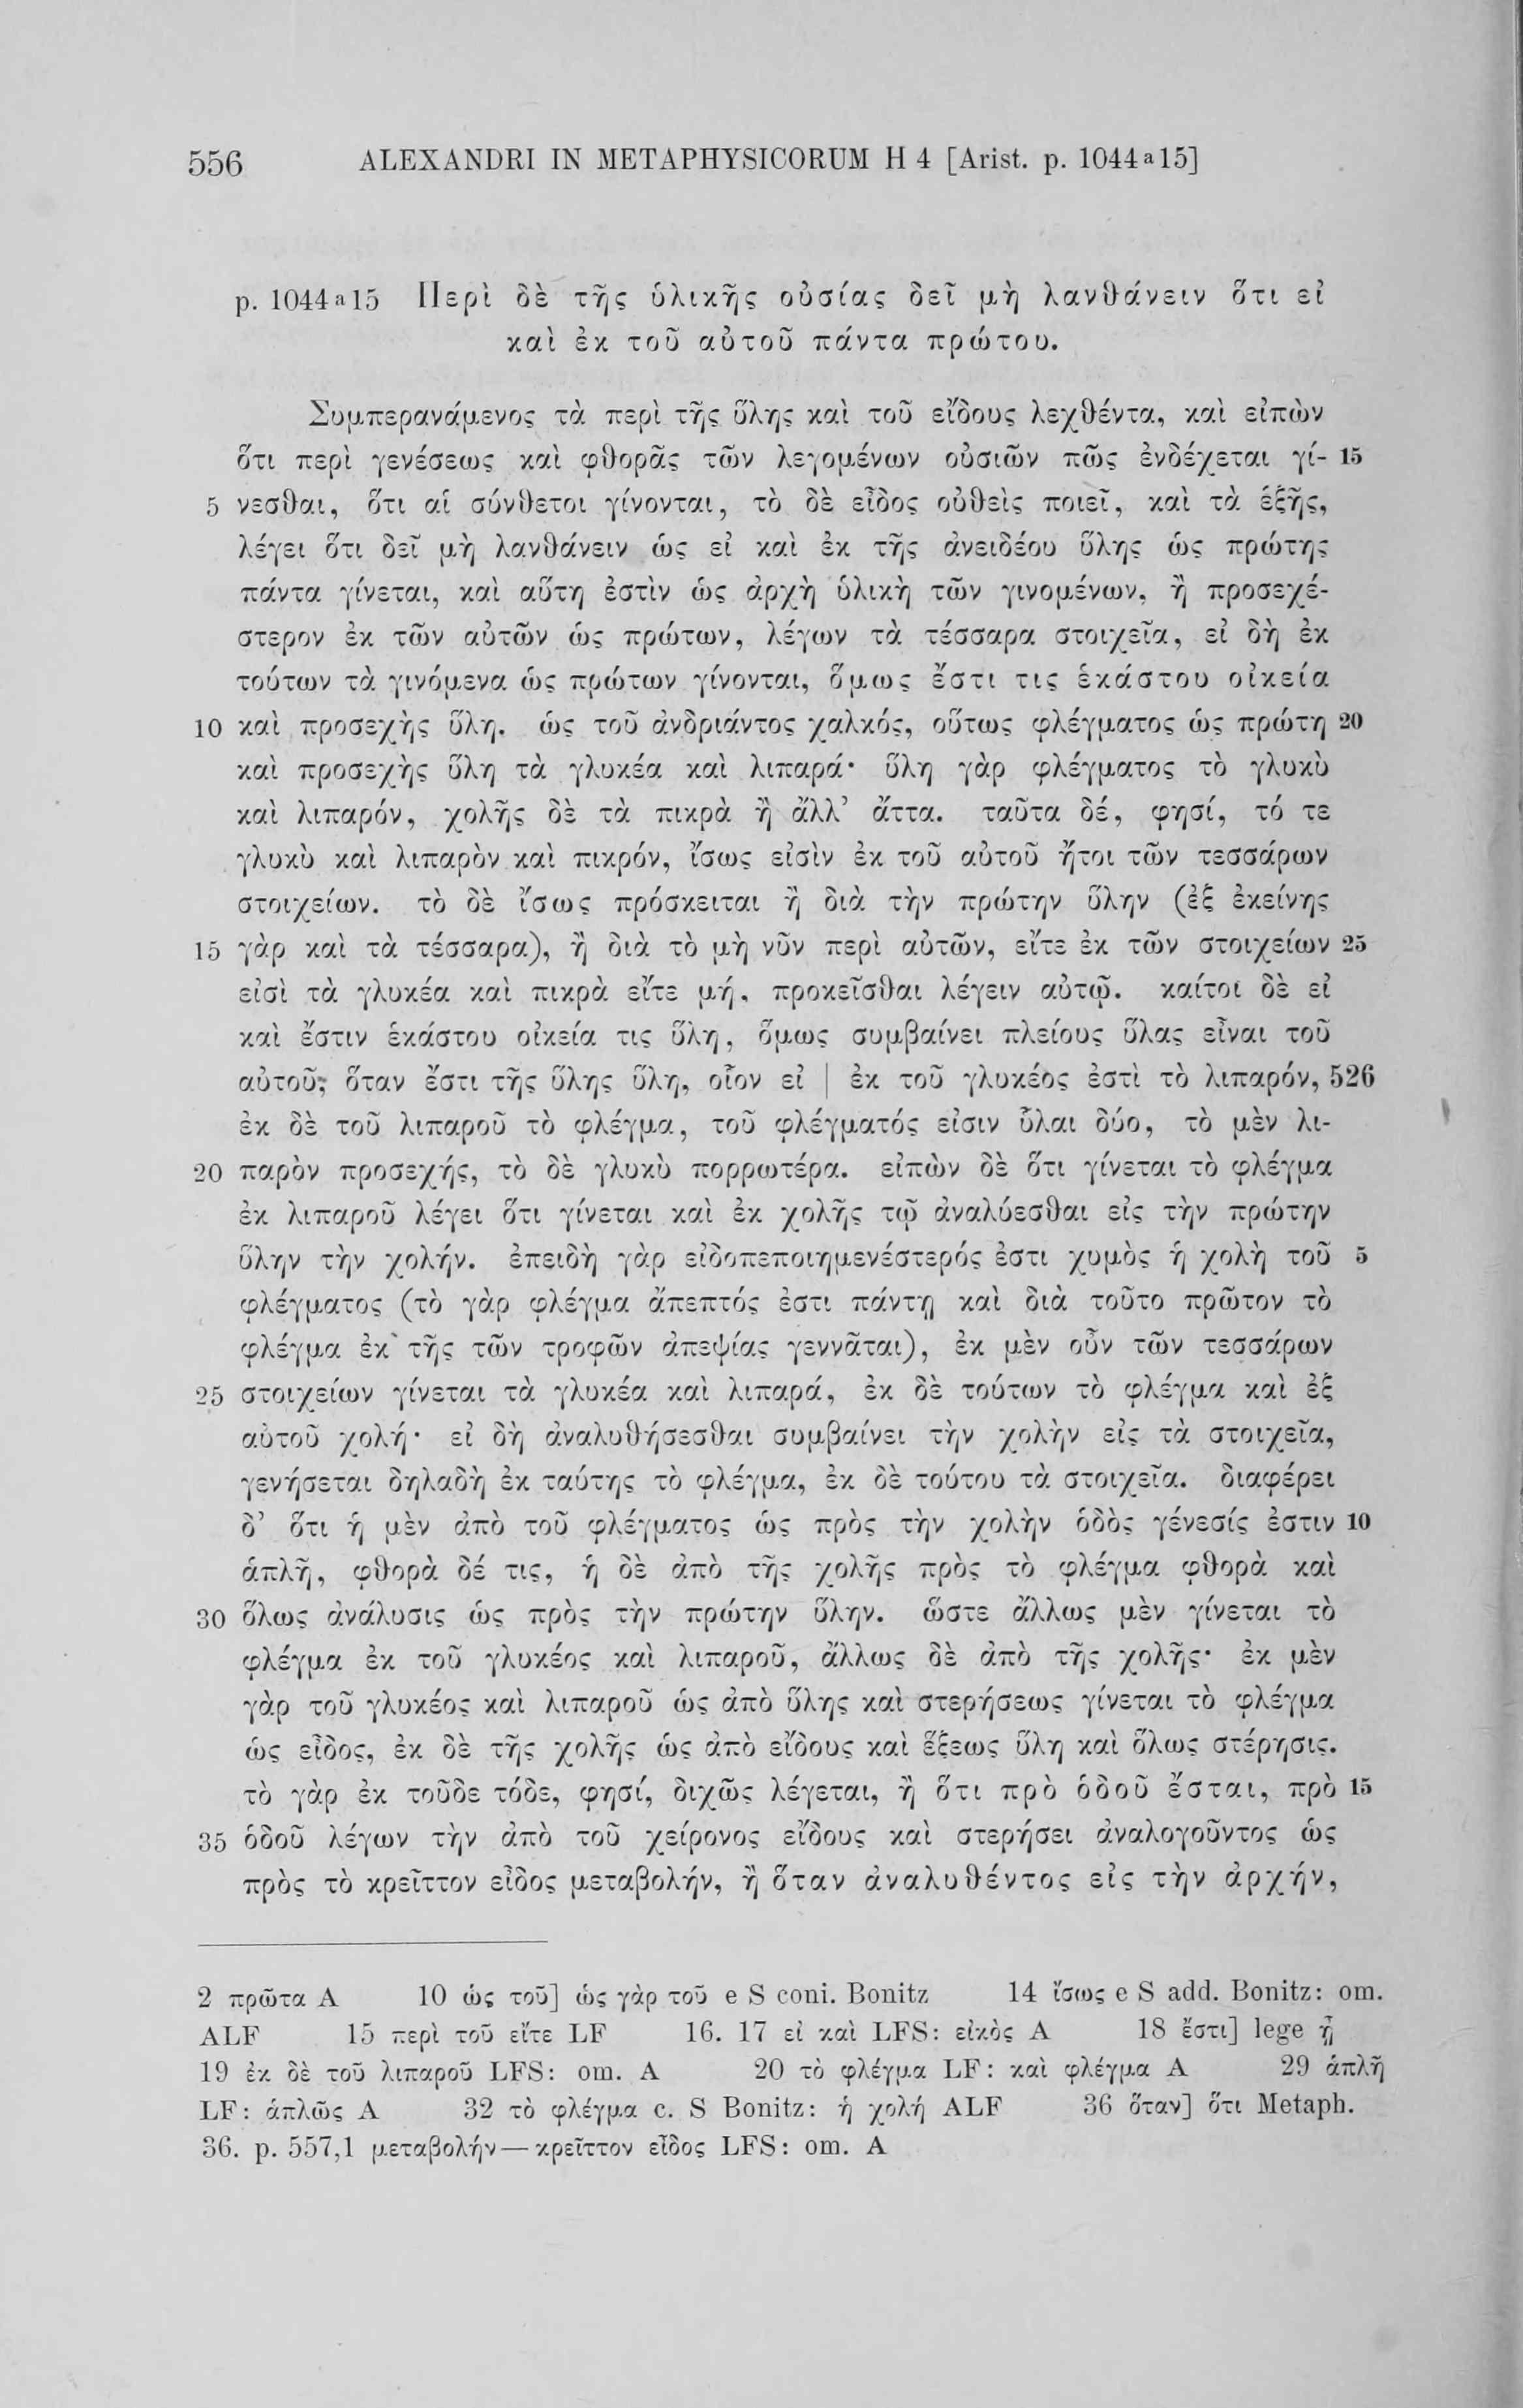 556 ALEXANDRI IN METAPHYSICORUM H 4 [Arist. p. 1044 a 15]
p. 1044 a 15 Περὶ δὲ τῆς ὑλικῆς οὐσίας δεῖ μὴ λανθάνειν ὅτι εἰ
καὶ ἐκ τοῦ αὐτοῦ πάντα πρώτου.
Συμπερανάμενος τὰ περὶ τῆς ὕλης καὶ τοῦ εἴδους λεχθέντα, καὶ εἰπὼν
ὅτι περὶ γενέσεως καὶ φθορᾶς τῶν λεγομένων οὐσιῶν πῶς ἐνδέχεται γί- 15
5 νεσθαι, ὅτι αἱ σύνθετοι γίνονται, τὸ δὲ εἶδος οὐθεὶς ποιεῖ, καὶ τὰ ἑξῆς,
λέγει ὅτι δεῖ μὴ λανθάνειν ὡς εἰ καὶ ἐκ τῆς ἀνειδέου ὕλης ὡς πρώτης
πάντα γίνεται, καὶ αὕτη ἐστὶν ὡς ἀρχὴ ὑλικὴ τῶν γινομένων, ἢ προσεχέ-
στερον ἐκ τῶν αὐτῶν ὡς πρώτων, λέγων τὰ τέσσαρα στοιχεῖα, εἰ δὴ ἐκ
τούτων τὰ γινόμενα ὡς πρώτων γίνονται, ὅμως ἔστι τις ἑκάστου οἰκεία
10 καὶ προσεχὴς ὕλη. ὡς τοῦ ἀνδριάντος χαλκός, οὕτως φλέγματος ὡς πρώτη 20
καὶ προσεχὴς ὕλη τὰ γλυκέα καὶ λιπαρά· ὕλη γὰρ φλέγματος τὸ γλυκὺ
καὶ λιπαρόν, χολῆς δὲ τὰ πικρὰ ἢ ἄλλ’ ἄττα. ταῦτα δέ, φησί, τό τε
γλυκὺ καὶ λιπαρὸν καὶ πικρόν, ἴσως εἰσὶν ἐκ τοῦ αὐτοῦ ἤτοι τῶν τεσσάρων
στοιχείων. τὸ δὲ ἴσως πρόσκειται ἢ διὰ τὴν πρώτην ὕλην (ἐξ ἐκείνης
15 γὰρ καὶ τὰ τέσσαρα), ἢ διὰ τὸ μὴ νῦν περὶ αὐτῶν, εἴτε ἐκ τῶν στοιχείων 25
εἰσὶ τὰ γλυκέα καὶ πικρὰ εἴτε μή, προκεῖσθαι λέγειν αὐτῷ. καίτοι δὲ εἰ
καὶ ἔστιν ἑκάστου οἰκεία τις ὕλη, ὅμως συμβαίνει πλείους ὕλας εἶναι τοῦ
αὐτοῦ, ὅταν ἔστι τῆς ὕλης ὕλη, οἷον εἰ | ἐκ τοῦ γλυκέος ἐστὶ τὸ λιπαρόν, 526
ἐκ δὲ τοῦ λιπαροῦ τὸ φλέγμα, τοῦ φλέγματός εἰσιν ὗλαι δύο, τὸ μὲν λι-
20 παρὸν προσεχής, τὸ δὲ γλυκὺ πορρωτέρα. εἰπὼν δὲ ὅτι γίνεται τὸ φλέγμα
ἐκ λιπαροῦ λέγει ὅτι γίνεται καὶ ἐκ χολῆς τῷ ἀναλύεσθαι εἰς τὴν πρώτην
ὕλην τὴν χολήν. ἐπειδὴ γὰρ εἰδοπεποιημενέστερός ἐστι χυμὸς ἡ χολὴ τοῦ 5
φλέγματος (τὸ γὰρ φλέγμα ἄπεπτός ἐστι πάντῃ καὶ διὰ τοῦτο πρῶτον τὸ
φλέγμα ἐκ τῆς τῶν τροφῶν ἀπεψίας γεννᾶται), ἐκ μὲν οὖν τῶν τεσσάρων
25 στοιχείων γίνεται τὰ γλυκέα καὶ λιπαρά, ἐκ δὲ τούτων τὸ φλέγμα καὶ ἐξ
αὐτοῦ χολή· εἰ δὴ ἀναλυθήσεσθαι συμβαίνει τὴν χολὴν εἰς τὰ στοιχεῖα,
γενήσεται δηλαδὴ ἐκ ταύτης τὸ φλέγμα, ἐκ δὲ τούτου τὰ στοιχεῖα. διαφέρει
δ’ ὅτι ἡ μὲν ἀπὸ τοῦ φλέγματος ὡς πρὸς τὴν χολὴν ὁδὸς γένεσίς ἐστιν 10
ἁπλῆ, φθορὰ δέ τις, ἡ δὲ ἀπὸ τῆς χολῆς πρὸς τὸ φλέγμα φθορὰ καὶ
30 ὅλως ἀνάλυσις ὡς πρὸς τὴν πρώτην ὕλην. ὥστε ἄλλως μὲν γίνεται τὸ
φλέγμα ἐκ τοῦ γλυκέος καὶ λιπαροῦ, ἄλλως δὲ ἀπὸ τῆς χολῆς· ἐκ μὲν
γὰρ τοῦ γλυκέος καὶ λιπαροῦ ὡς ἀπὸ ὕλης καὶ στερήσεως γίνεται τὸ φλέγμα
ὡς εἶδος, ἐκ δὲ τῆς χολῆς ὡς ἀπὸ εἴδους καὶ ἕξεως ὕλη καὶ ὅλως στέρησις.
τὸ γὰρ ἐκ τοῦδε τόδε, φησί, διχῶς λέγεται, ἢ ὅτι πρὸ ὁδοῦ ἔσται, πρὸ 15
35 ὁδοῦ λέγων τὴν ἀπὸ τοῦ χείρονος εἴδους καὶ στερήσει ἀναλογοῦντος ὡς
πρὸς τὸ κρεῖττον εἶδος μεταβολήν, ἢ ὅταν ἀναλυθέντος εἰς τὴν ἀρχήν,
2 πρῶτα A 10 ὡς τοῦ] ὡς γὰρ τοῦ e S coni. Bonitz 14 ἴσως e S add. Bonitz: om.
ALF 15 περὶ τοῦ εἴτε LF 16. 17 εἰ καὶ LFS: εἰκὸς A 18 ἔστι] lege ᾖ
19 ἐκ δὲ τοῦ λιπαροῦ LFS: om. A 20 τὸ φλέγμα LF: καὶ φλέγμα A 29 ἁπλῆ
LF: ἁπλῶς A 32 τὸ φλέγμα c. S Bonitz: ἡ χολή ALF 36 ὅταν] ὅτι Metaph.
36. p. 557,1 μεταβολήν — κρεῖττον εἶδος LFS: om. A